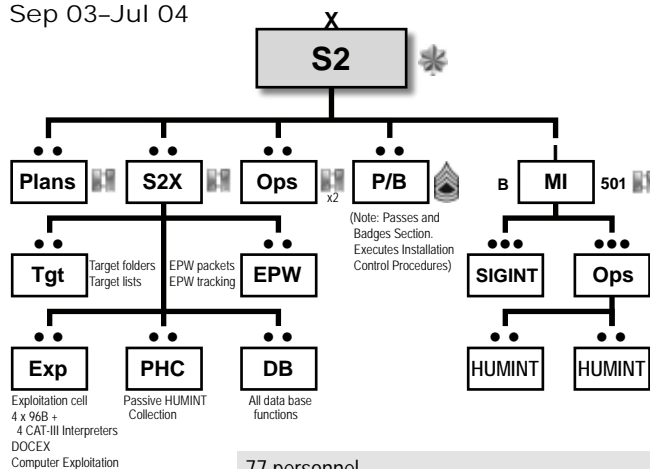 Sep 03–Jul 04
X
S2
Plans
S2X
Ops
x2
P/B
B
MI
501
(Note: Passes and
Badges Section.
Executes Installation
Control Procedures)
Tgt
Target folders
Target lists
EPW packets
EPW tracking
EPW
SIGINT
Ops
Exp
PHC
DB
HUMINT
HUMINT
Exploitation cell
4 x 96B +
4 CAT-III Interpreters
DOCEX
Computer Exploitation
Passive HUMINT
Collection
All data base
functions
77 personnel